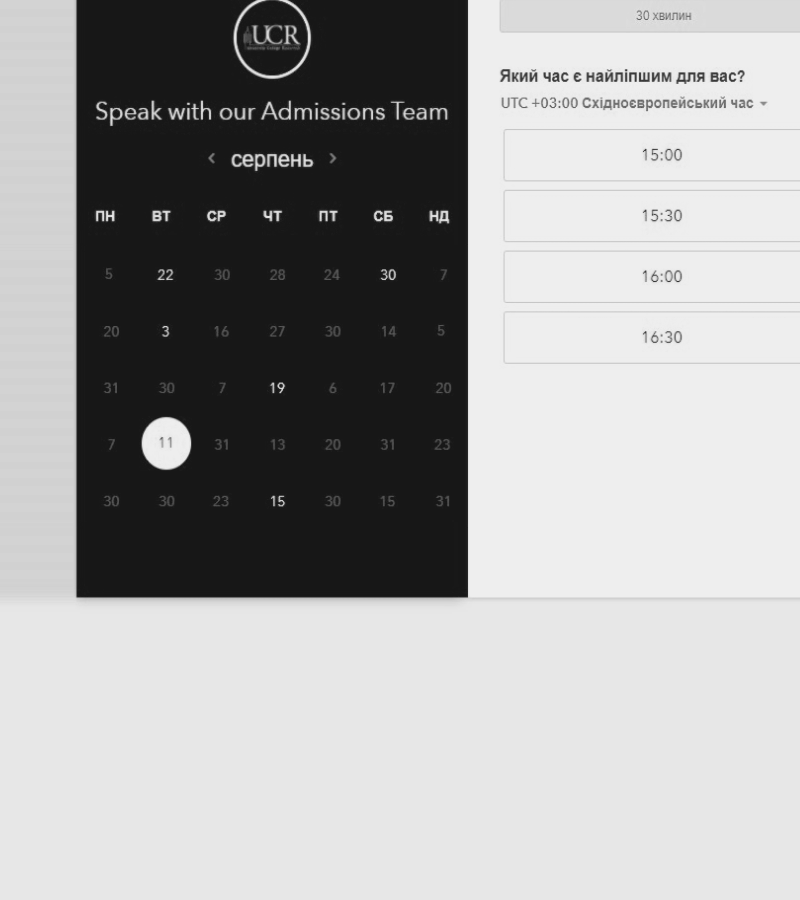 UCR
Speak with our Admissions Team
серпень
ПН ВТ СР ЧТ ПТ СБ НД
5 22 30 28 24 30 7
20 3 16 27 30 14 5
31 30 7 19 6 17 20
7 11 31 13 20 31 23
30 30 23 15 30 15 31
30 хвилин
Який час є найліпшим для вас?
UTC +03:00 Східноєвропейський час
15:00
15:30
16:00
16:30